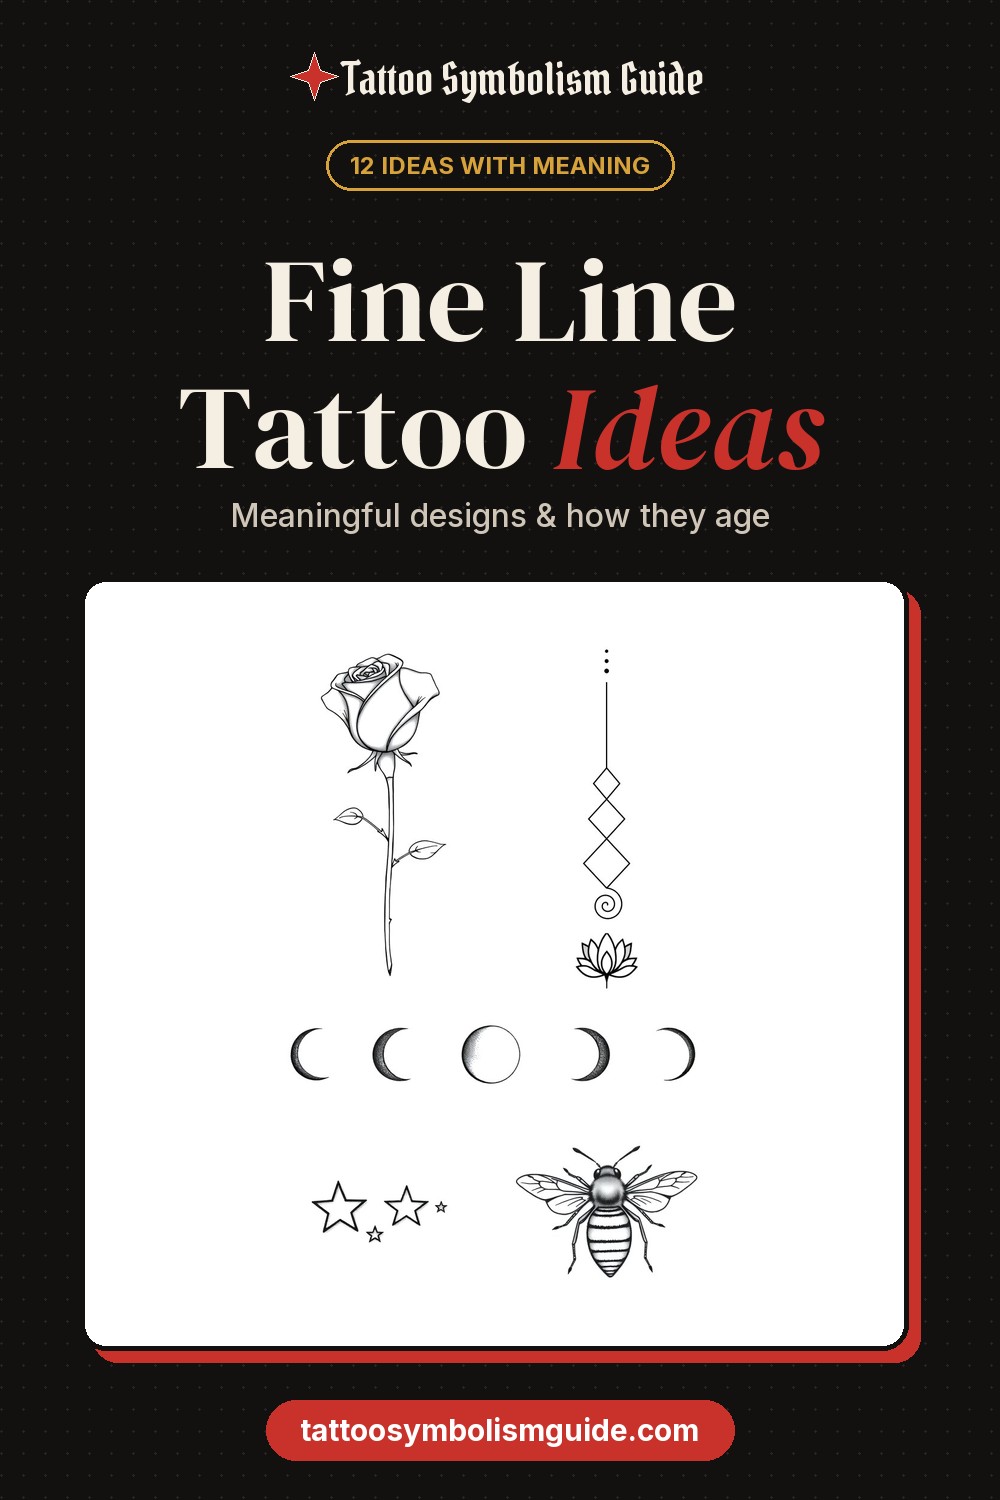 Tattoo Symbolism Guide
12 IDEAS WITH MEANING
Fine Line
Tattoo Ideas
Meaningful designs & how they age
tattoosymbolismguide.com